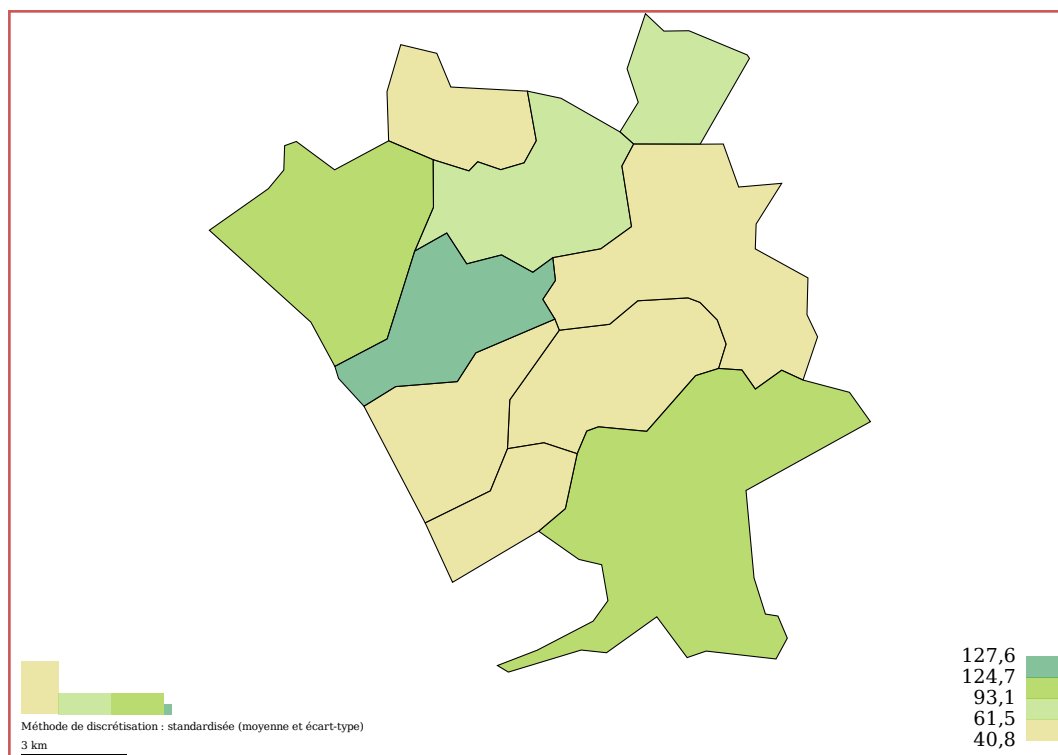 127,6
124,7
93,1
61,5
40,8
Méthode de discrétisation : standardisée (moyenne et écart-type)
3 km